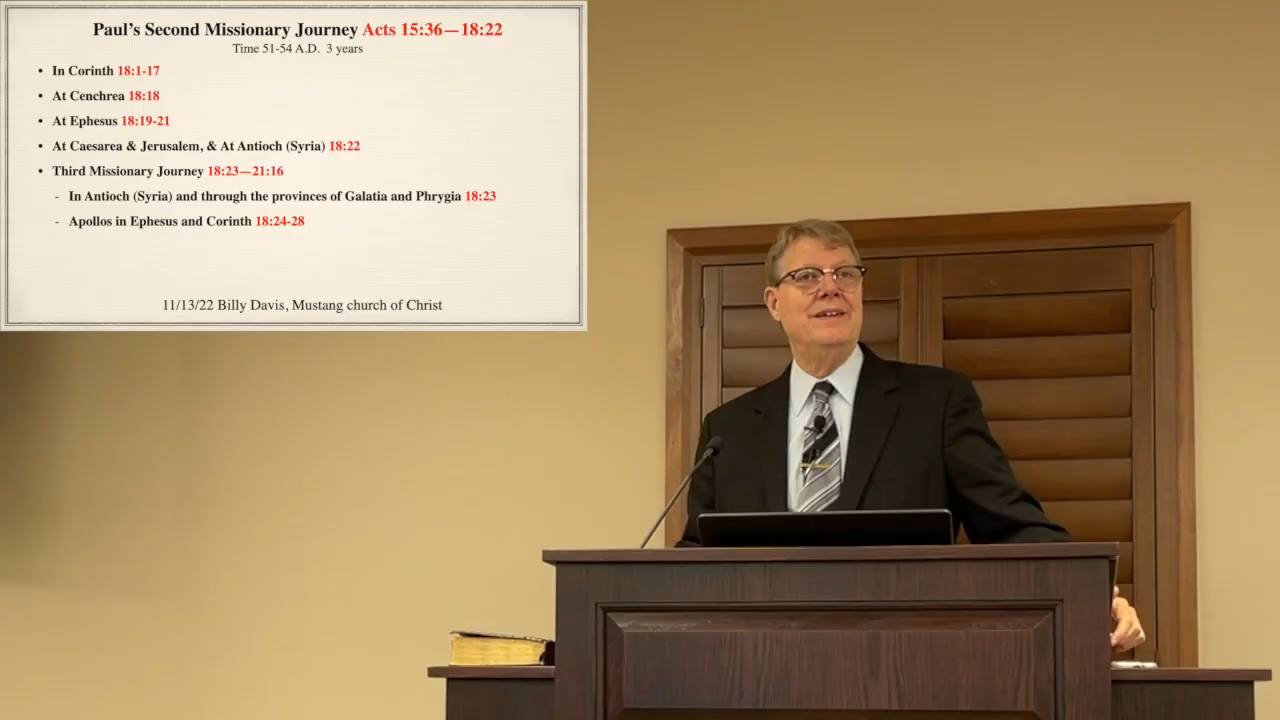 Paul's Second Missionary Journey Acts 15:36—18:22
Time 51-54 A.D. 3 years
• In Corinth 18:1-17
• At Cenchrea 18:18
• At Ephesus 18:19-21
• At Caesarea & Jerusalem, & At Antioch (Syria) 18:22
• Third Missionary Journey 18:23—21:16
- In Antioch (Syria) and through the provinces of Galatia and Phrygia 18:23
- Apollos in Ephesus and Corinth 18:24-28
11/13/22 Billy Davis, Mustang church of Christ